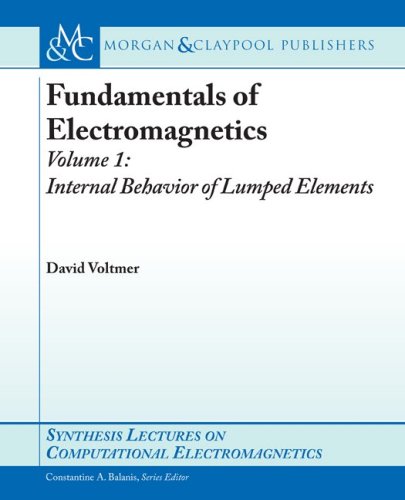 M
&C
MORGAN & CLAYPOOL PUBLISHERS
Fundamentals of
Electromagnetics
Volume 1:
Internal Behavior of Lumped Elements
David Voltmer
SYNTHESIS LECTURES ON
COMPUTATIONAL ELECTROMAGNETICS
Constantine A. Balanis, Series Editor